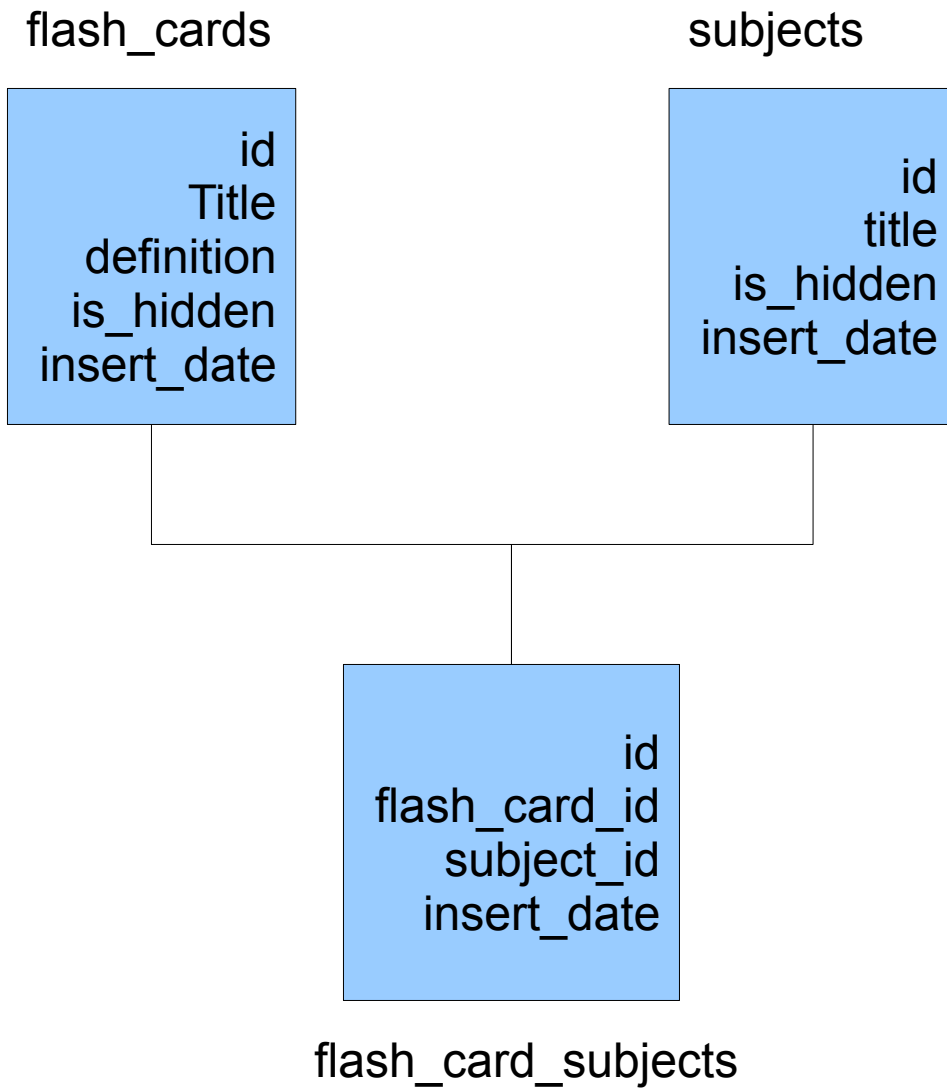 flash_cards
id
Title
definition
is_hidden
insert_date
subjects
id
title
is_hidden
insert_date
id
flash_card_id
subject_id
insert_date
flash_card_subjects